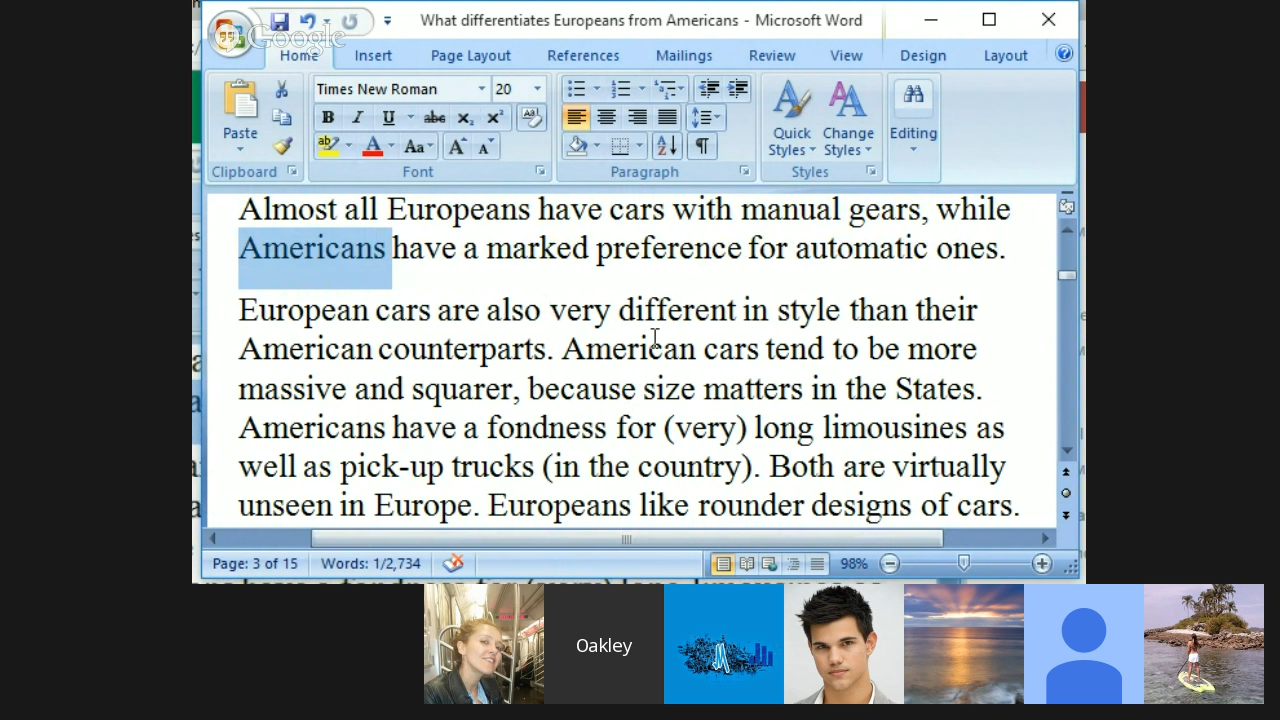 What differentiates Europeans from Americans - Microsoft Word
Google
Home Insert Page Layout References Mailings Review View Design Layout
Times New Roman 20
Paste
Quick Styles Change Styles Editing
Clipboard Font Paragraph Styles
Almost all Europeans have cars with manual gears, while
Americans have a marked preference for automatic ones.
European cars are also very different in style than their
American counterparts. American cars tend to be more
massive and squarer, because size matters in the States.
Americans have a fondness for (very) long limousines as
well as pick-up trucks (in the country). Both are virtually
unseen in Europe. Europeans like rounder designs of cars.
Page: 3 of 15 Words: 1/2,734 98%
Oakley